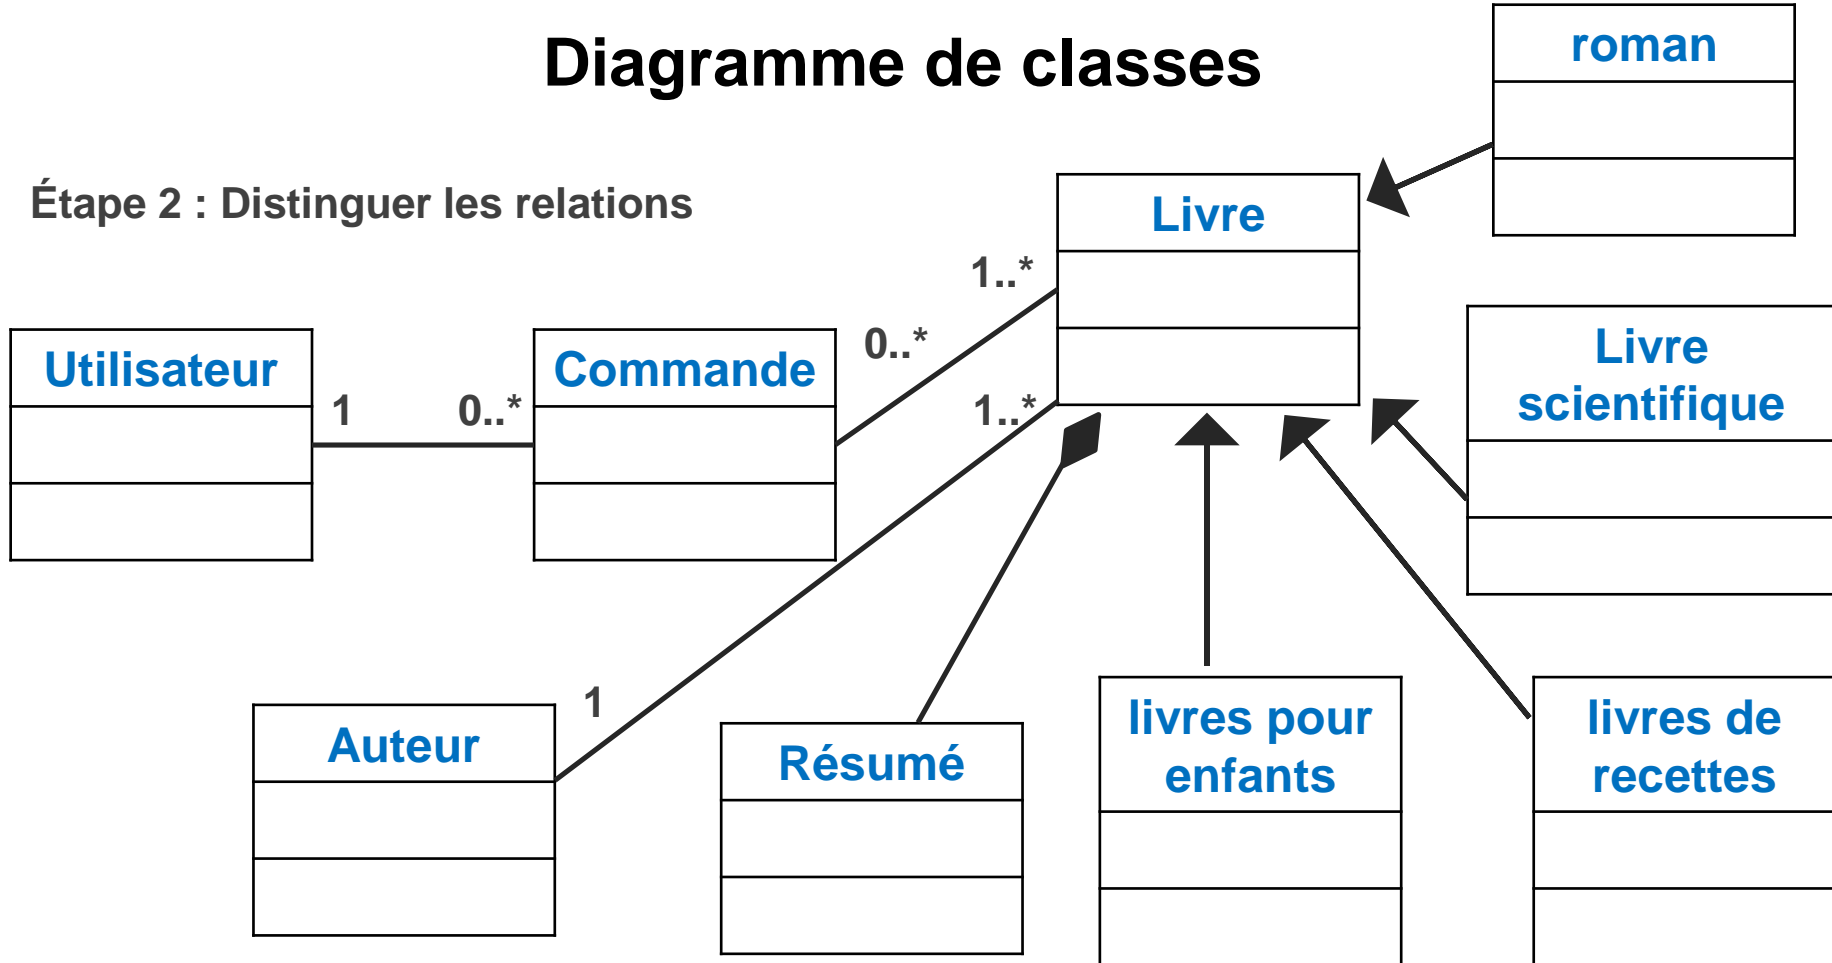 Diagramme de classes
roman
Étape 2 : Distinguer les relations
Livre
1..*
0..*
Livre
scientifique
Utilisateur
1
0..*
Commande
1..*
1
Auteur
Résumé
livres pour
enfants
livres de
recettes